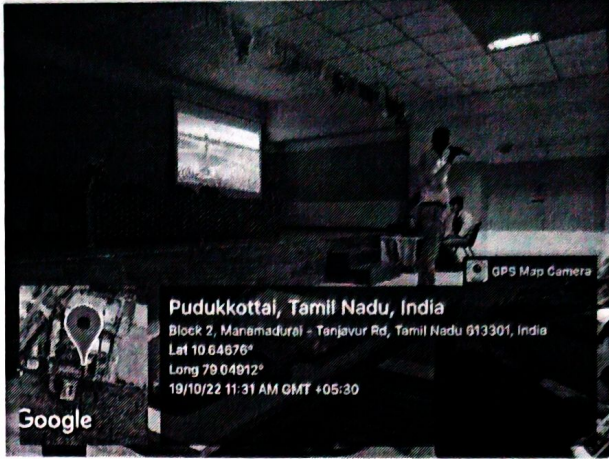 GPS Map Camera
Pudukkottai, Tamil Nadu, India
Block 2, Manamadurai - Tanjavur Rd, Tamil Nadu 613301, India
Lat 10.64676°
Long 79.04912°
19/10/22 11:31 AM GMT +05:30
Google